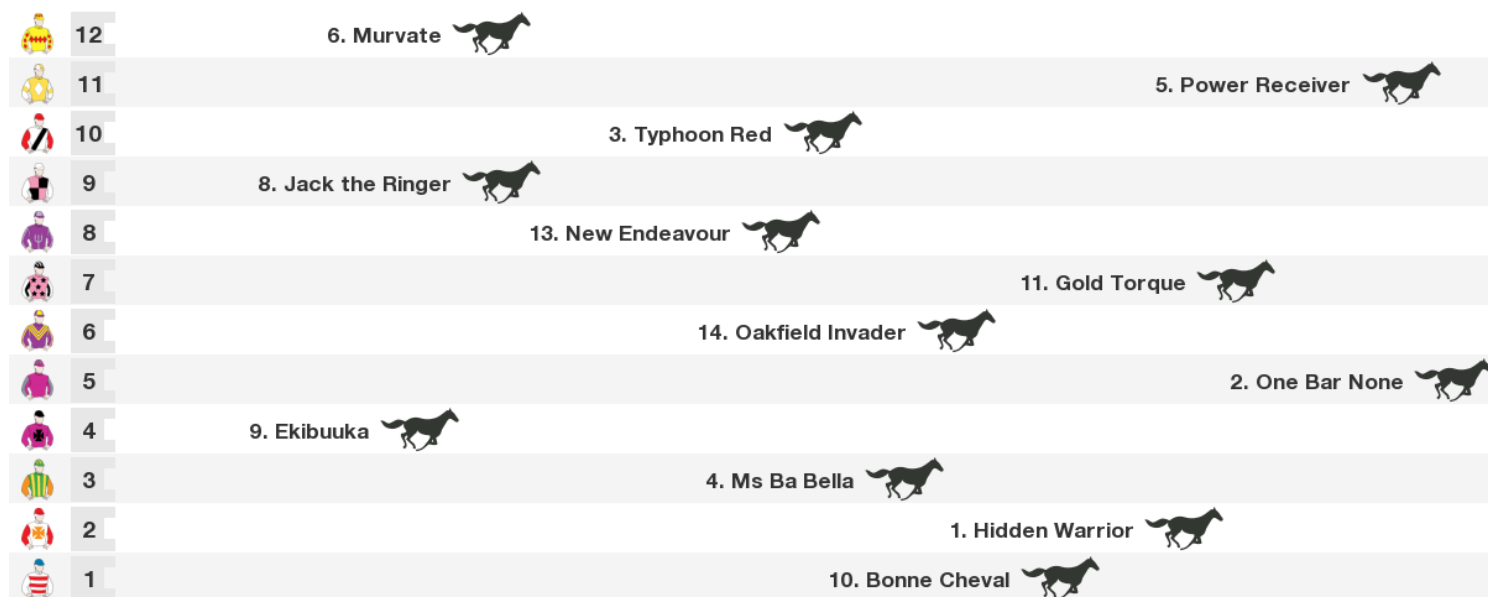 12 6. Murvate
11 5. Power Receiver
10 3. Typhoon Red
9 8. Jack the Ringer
8 13. New Endeavour
7 11. Gold Torque
6 14. Oakfield Invader
5 2. One Bar None
4 9. Ekibuuka
3 4. Ms Ba Bella
2 1. Hidden Warrior
1 10. Bonne Cheval